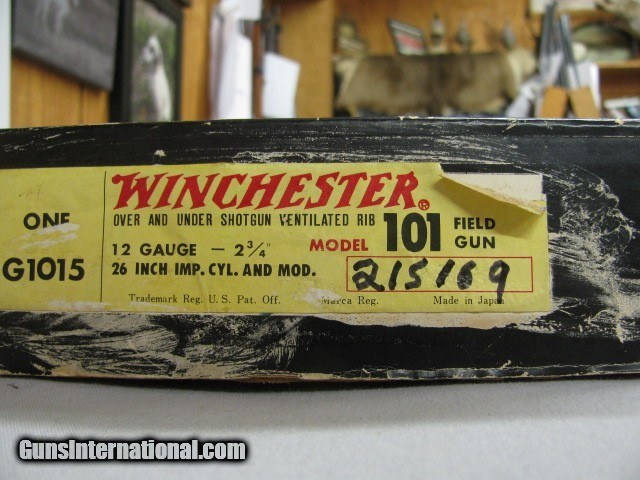 WINCHESTER®
ONE
OVER AND UNDER SHOTGUN VENTILATED RIB
101 FIELD GUN
G1015
12 GAUGE — 2¾" MODEL
26 INCH IMP. CYL. AND MOD.
215169
Trademark Reg. U. S. Pat. Off. Marca Reg. Made in Japan
GunsInternational.com